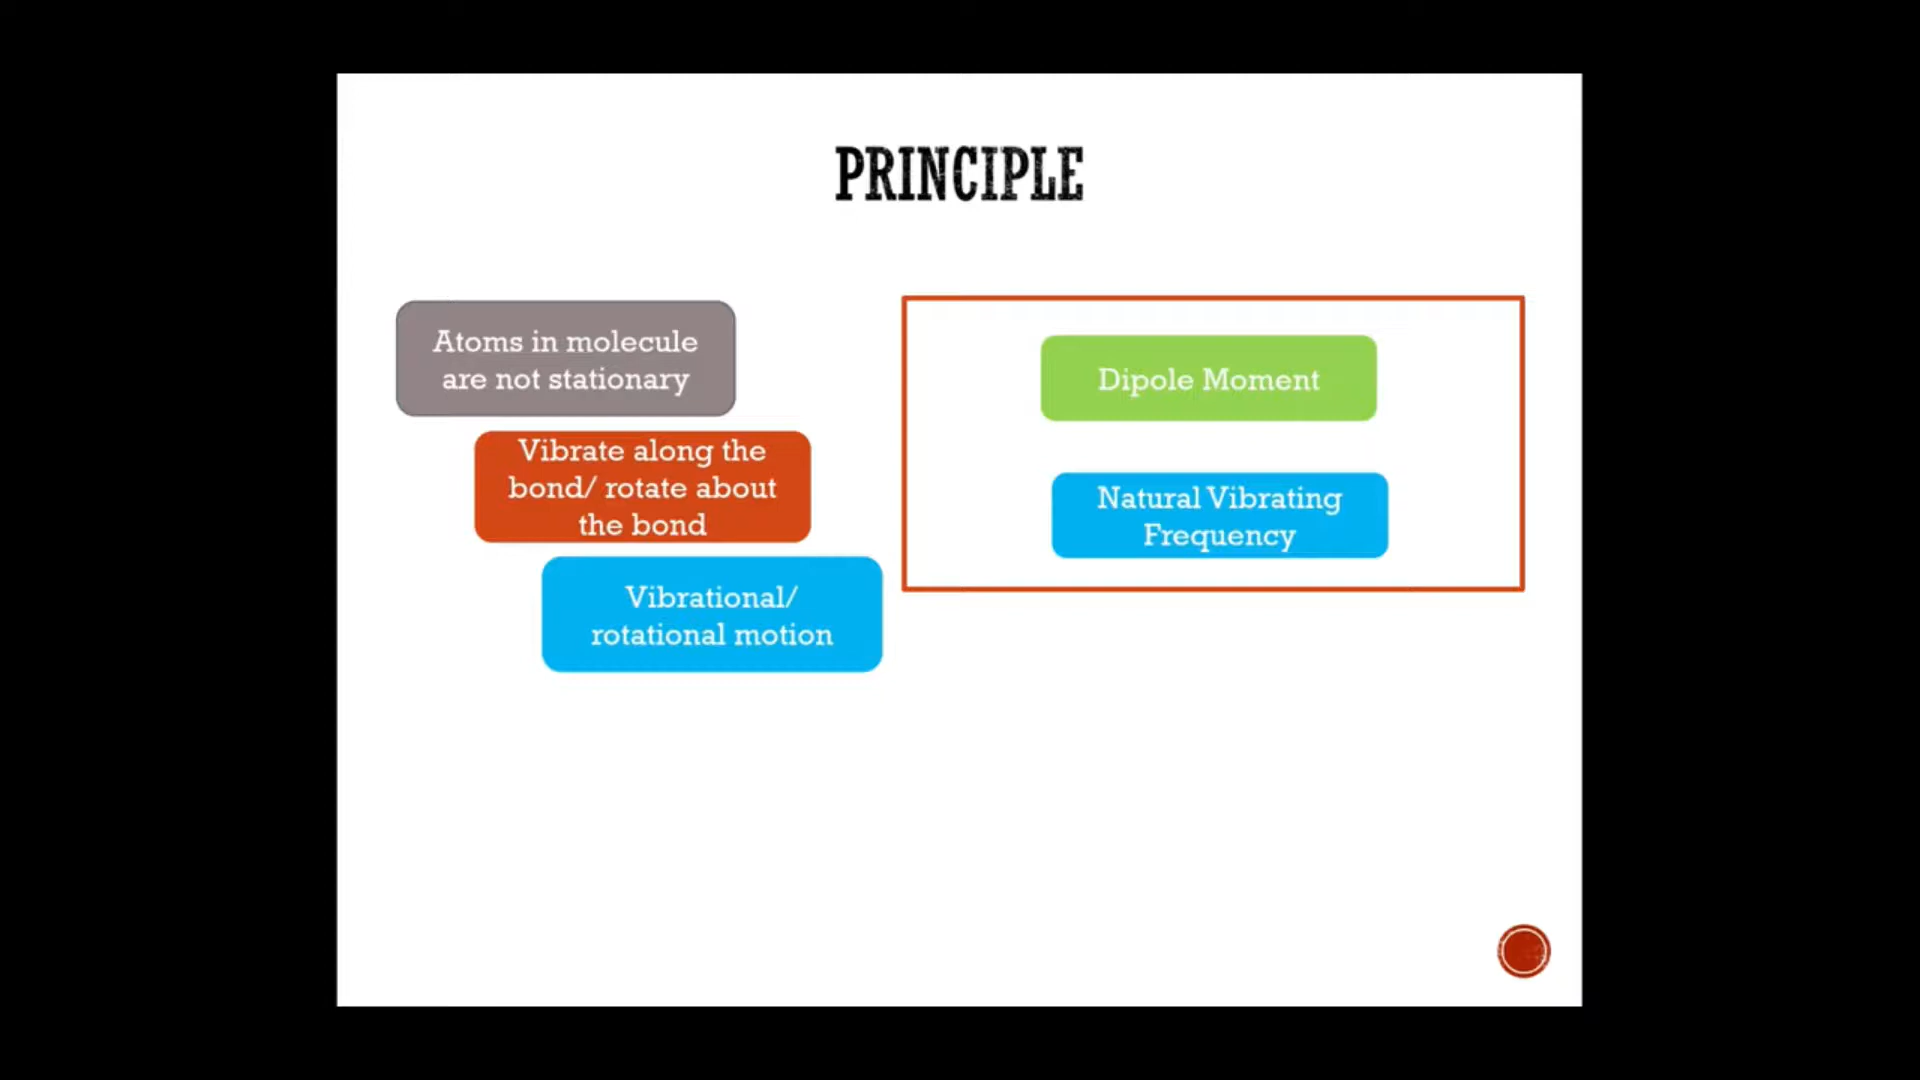 PRINCIPLE
Atoms in molecule
are not stationary
Vibrate along the
bond/ rotate about
the bond
Vibrational/
rotational motion
Dipole Moment
Natural Vibrating
Frequency